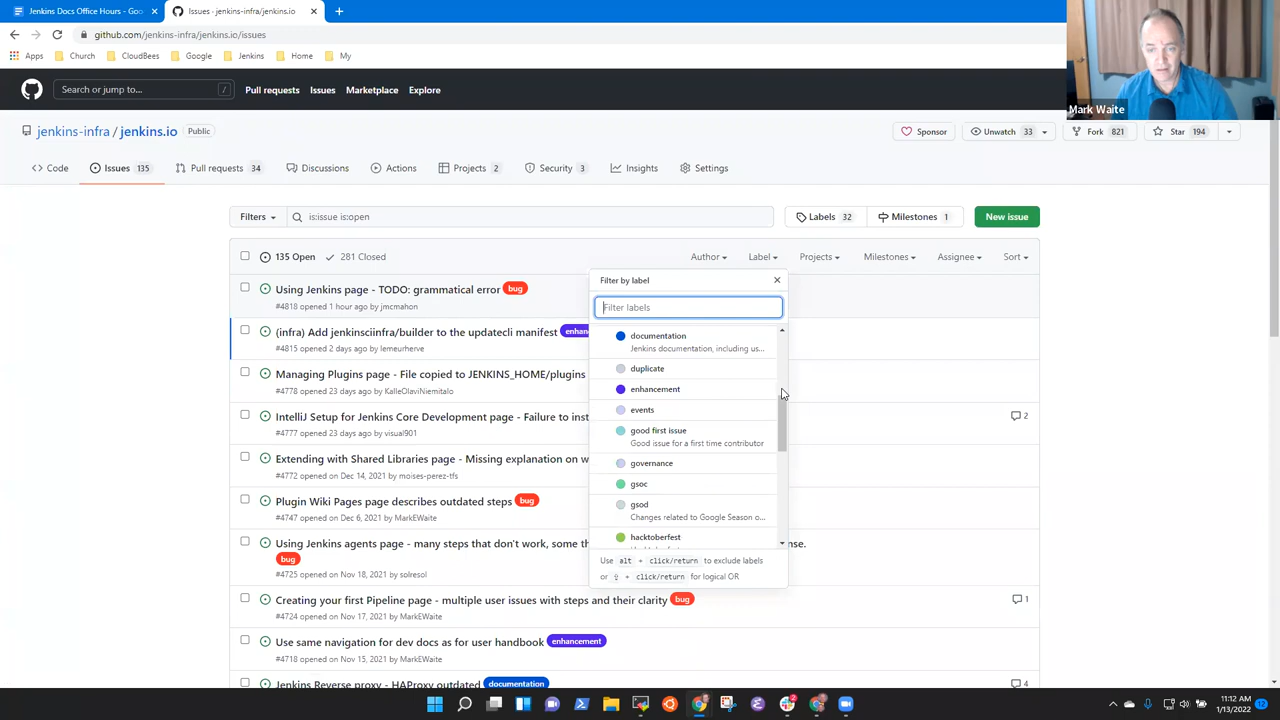 Jenkins Docs Office Hours - Goo
Issues · jenkins-infra/jenkins.io
github.com/jenkins-infra/jenkins.io/issues
Apps Church CloudBees Google Jenkins Home My
Mark Waite
Search or jump to... /
Pull requests Issues Marketplace Explore
jenkins-infra / jenkins.io Public
Sponsor Unwatch 33 Fork 821 Star 194
Code Issues 135 Pull requests 34 Discussions Actions Projects 2 Security 3 Insights Settings
Filters is:issue is:open Labels 32 Milestones 1 New issue
135 Open 281 Closed Author Label Projects Milestones Assignee Sort
Using Jenkins page - TODO: grammatical error bug
#4818 opened 1 hour ago by jmcmahon
(infra) Add jenkinsciinfra/builder to the updatecli manifest enhan
#4815 opened 2 days ago by lemeurherve
Managing Plugins page - File copied to JENKINS_HOME/plugins
#4778 opened 23 days ago by KalleOlaviNiemitalo
IntelliJ Setup for Jenkins Core Development page - Failure to inst
#4777 opened 23 days ago by visual901
2
Extending with Shared Libraries page - Missing explanation on w
#4772 opened on Dec 14, 2021 by moises-perez-tfs
Plugin Wiki Pages page describes outdated steps bug
#4747 opened on Dec 6, 2021 by MarkEWaite
Using Jenkins agents page - many steps that don't work, some th
nse.
bug
#4725 opened on Nov 18, 2021 by solresol
Creating your first Pipeline page - multiple user issues with steps and their clarity bug
1
#4724 opened on Nov 17, 2021 by MarkEWaite
Use same navigation for dev docs as for user handbook enhancement
#4718 opened on Nov 15, 2021 by MarkEWaite
Jenkins Reverse proxy - HAProxy outdated documentation
4
Filter by label
Filter labels
documentation
Jenkins documentation, including us...
duplicate
enhancement
events
good first issue
Good issue for a first time contributor
governance
gsoc
gsod
Changes related to Google Season o...
hacktoberfest
Use alt + click/return to exclude labels
or ⇧ + click/return for logical OR
11:12 AM
1/13/2022
12